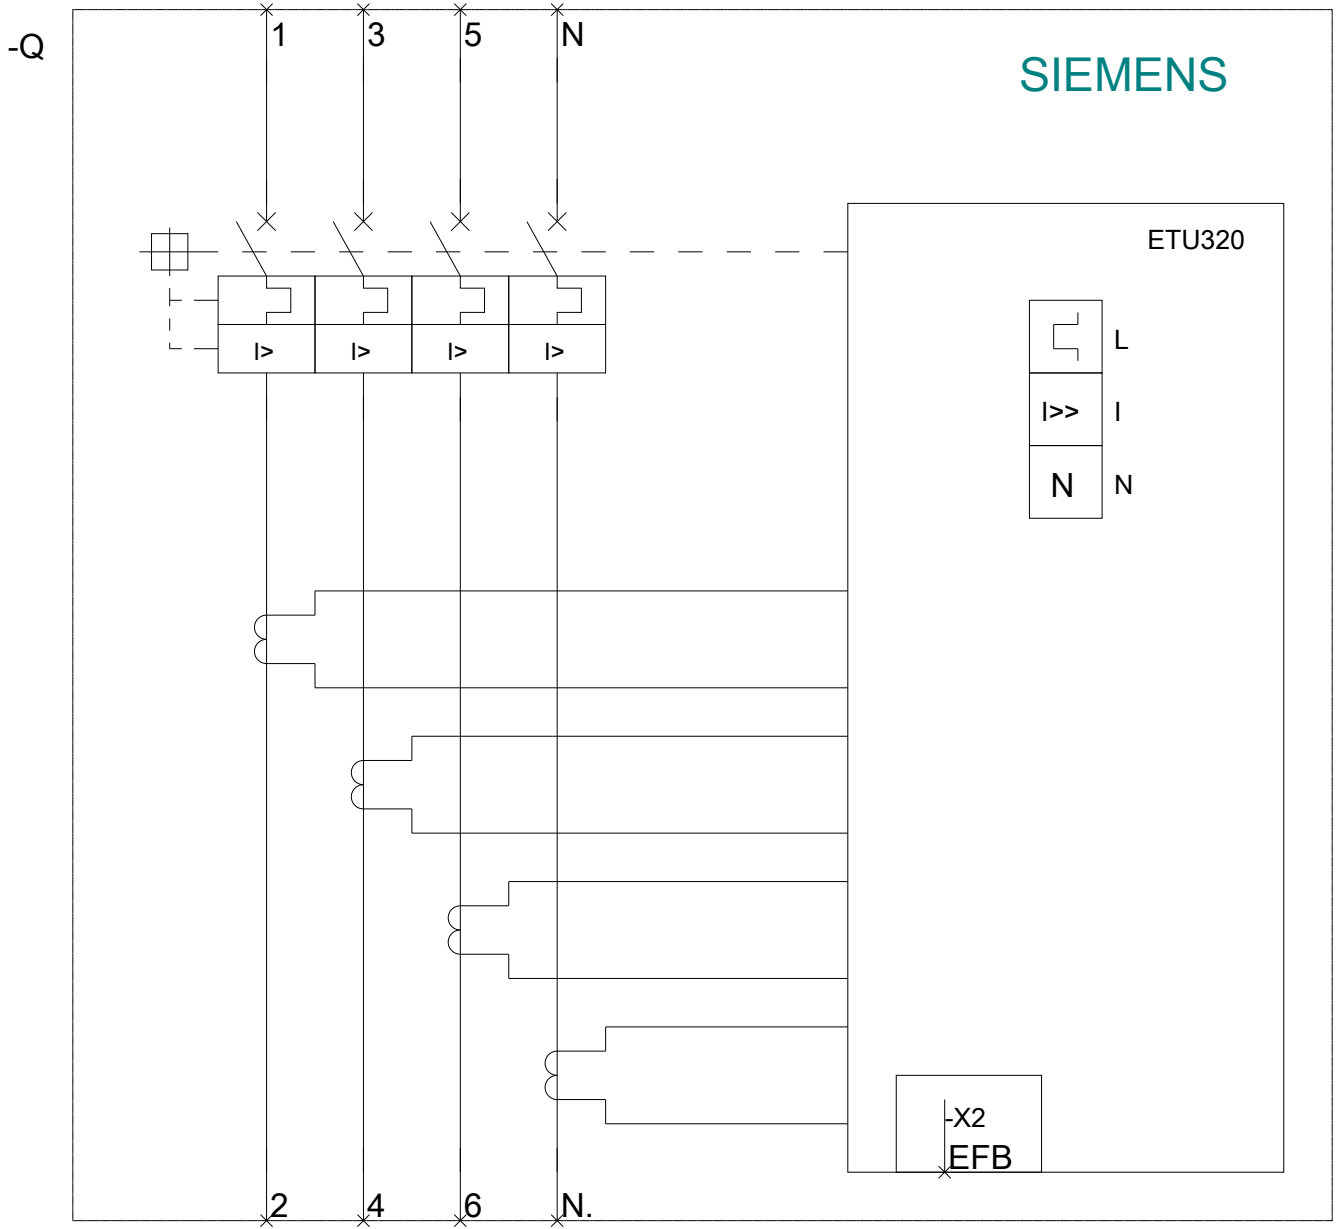 1 3 5 N
-Q
SIEMENS
ETU320
L
I> I> I> I>
I>> I
N N
-X2
EFB
2 4 6 N.